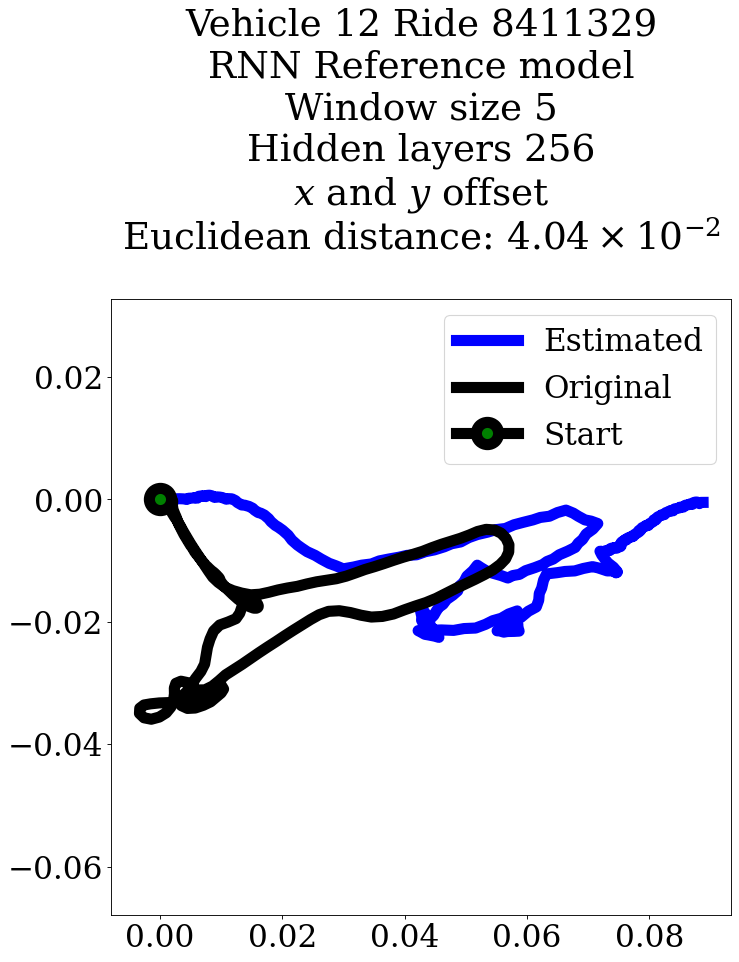 Vehicle 12 Ride 8411329
RNN Reference model
Window size 5
Hidden layers 256
x and y offset
Euclidean distance: 4.04 × 10⁻²
Estimated
Original
Start
0.02
0.00
−0.02
−0.04
−0.06
0.00 0.02 0.04 0.06 0.08